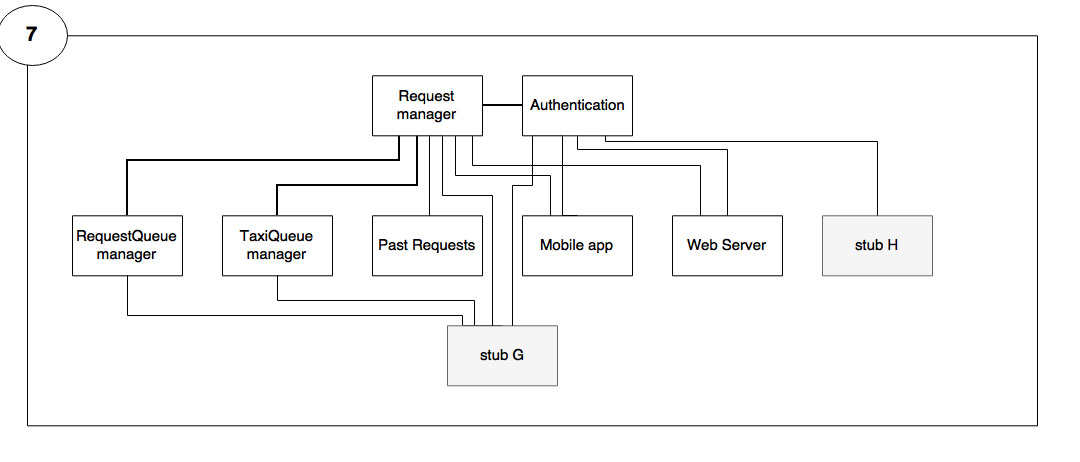 7
Request
manager
Authentication
RequestQueue
manager
TaxiQueue
manager
Past Requests
Mobile app
Web Server
stub H
stub G